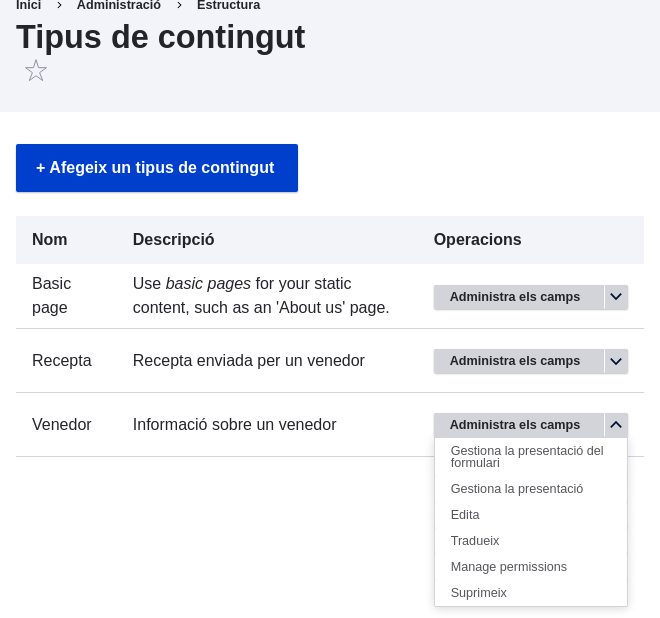 Inici > Administració > Estructura
Tipus de contingut
+ Afegeix un tipus de contingut
Nom Descripció Operacions
Basic page Use basic pages for your static content, such as an 'About us' page. Administra els camps
Recepta Recepta enviada per un venedor Administra els camps
Venedor Informació sobre un venedor Administra els camps
Gestiona la presentació del
formulari
Gestiona la presentació
Edita
Tradueix
Manage permissions
Suprimeix